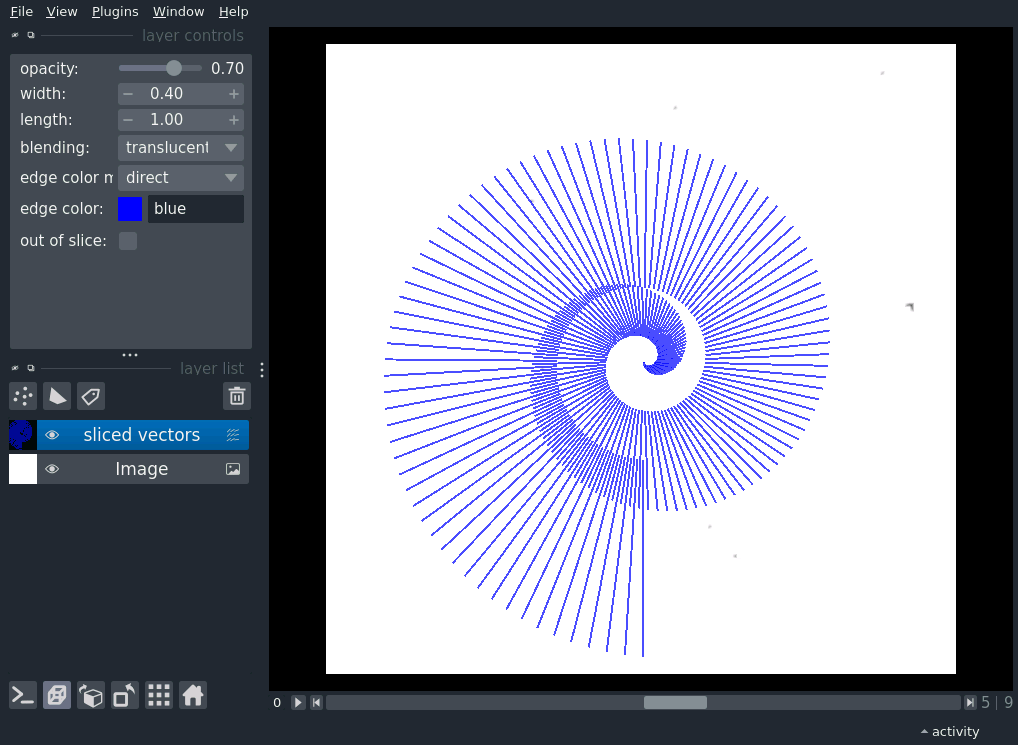 File View Plugins Window Help
layer controls
opacity: 0.70
width: 0.40
length: 1.00
blending: translucent
edge color m direct
edge color: blue
out of slice:
layer list
sliced vectors
Image
0 5 | 9
activity